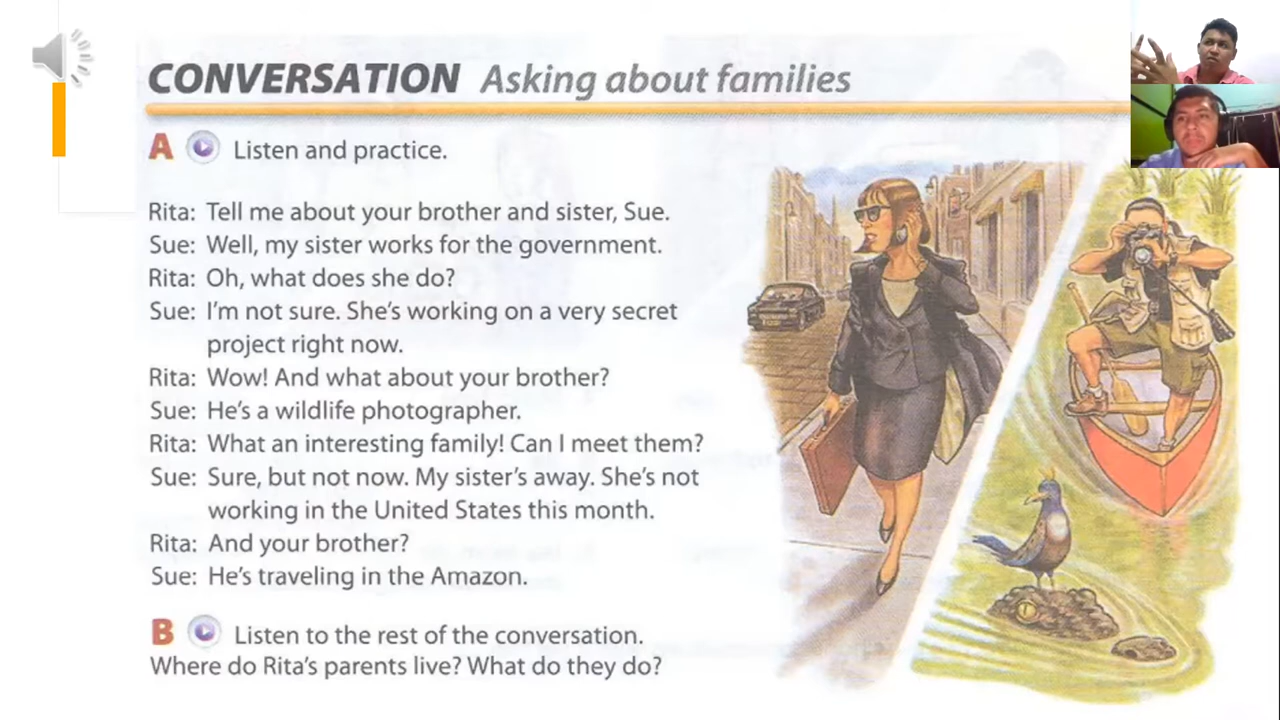 CONVERSATION Asking about families
A Listen and practice.
Rita: Tell me about your brother and sister, Sue.
Sue: Well, my sister works for the government.
Rita: Oh, what does she do?
Sue: I'm not sure. She's working on a very secret
project right now.
Rita: Wow! And what about your brother?
Sue: He's a wildlife photographer.
Rita: What an interesting family! Can I meet them?
Sue: Sure, but not now. My sister's away. She's not
working in the United States this month.
Rita: And your brother?
Sue: He's traveling in the Amazon.
B Listen to the rest of the conversation.
Where do Rita's parents live? What do they do?